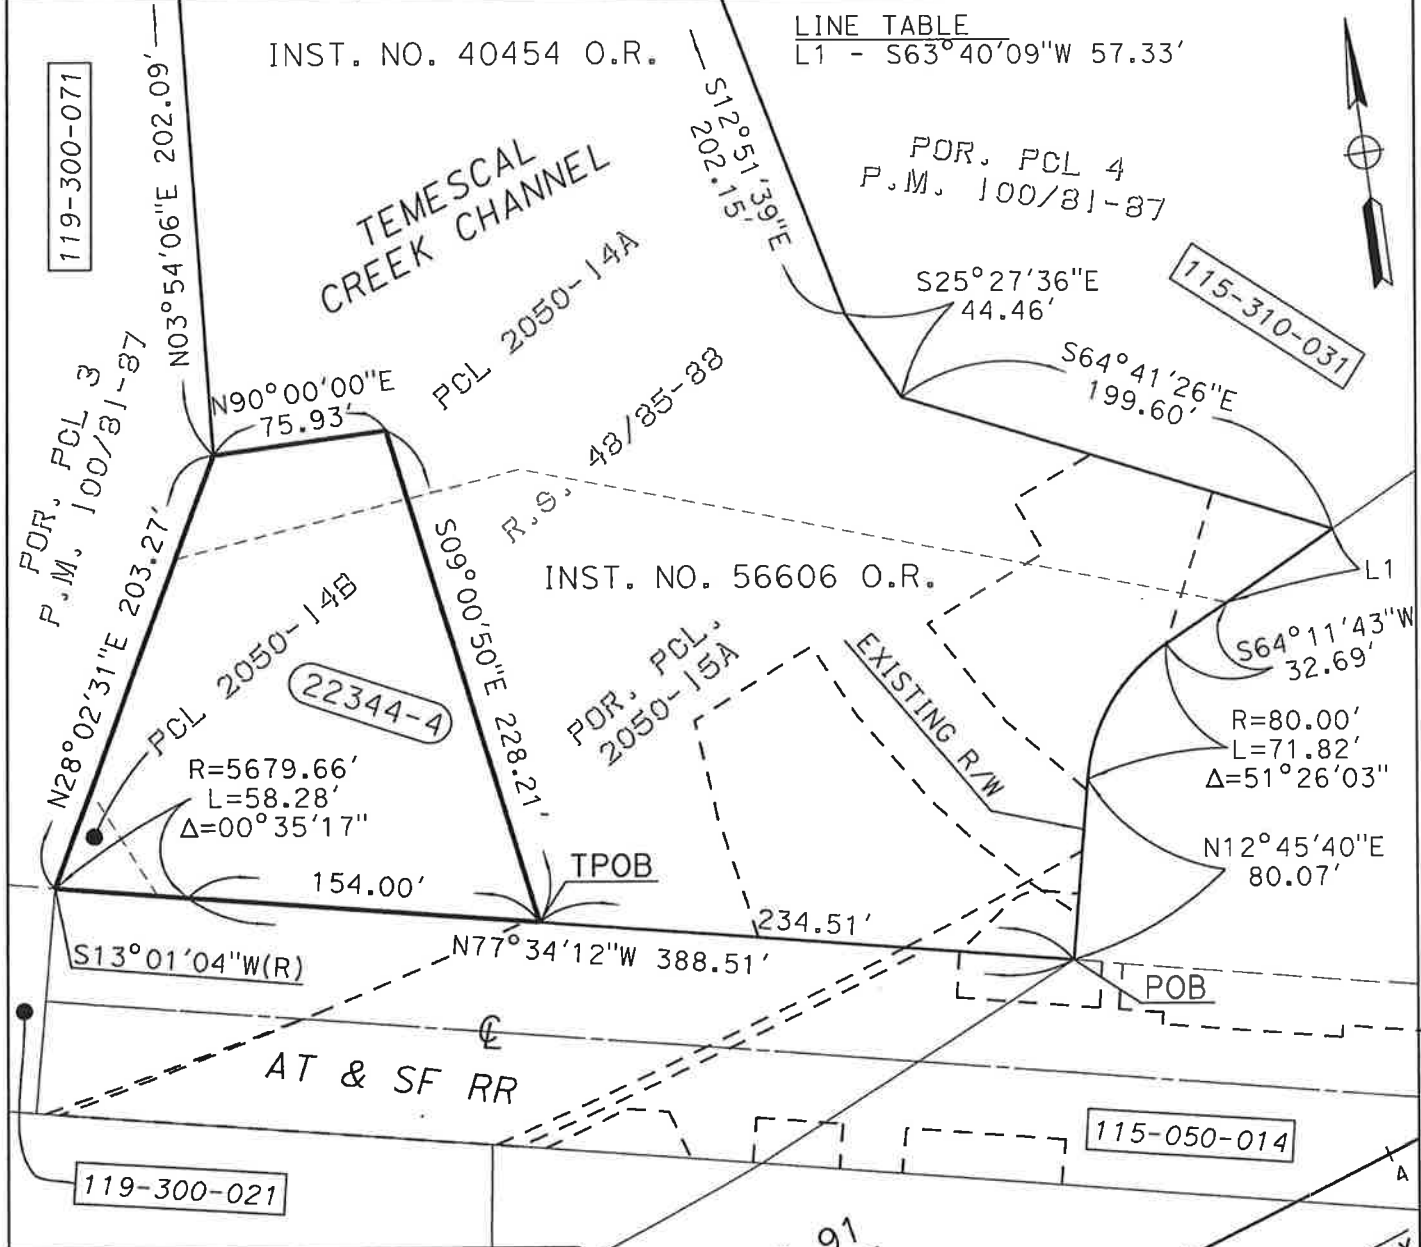 LINE TABLE
L1 - S63°40'09"W 57.33'
INST. NO. 40454 O.R.
119-300-071
N03°54'06"E 202.09'
S12°51'39"E
202.15'
TEMESCAL
CREEK CHANNEL
POR. PCL 4
P.M. 100/81-87
115-310-031
PCL 2050-14A
S25°27'36"E
44.46'
S64°41'26"E
199.60'
POR. PCL 3
P.M. 100/81-87
N90°00'00"E
75.93'
R.S. 48/85-88
N28°02'31"E 203.27'
S09°00'50"E 228.21'
INST. NO. 56606 O.R.
L1
S64°11'43"W
32.69'
PCL 2050-14B
22344-4
POR. PCL.
2050-15A
EXISTING R/W
R=80.00'
L=71.82'
Δ=51°26'03"
R=5679.66'
L=58.28'
Δ=00°35'17"
N12°45'40"E
80.07'
154.00'
TPOB
234.51'
N77°34'12"W 388.51'
S13°01'04"W(R)
POB
℄
AT & SF RR
115-050-014
119-300-021
91
A